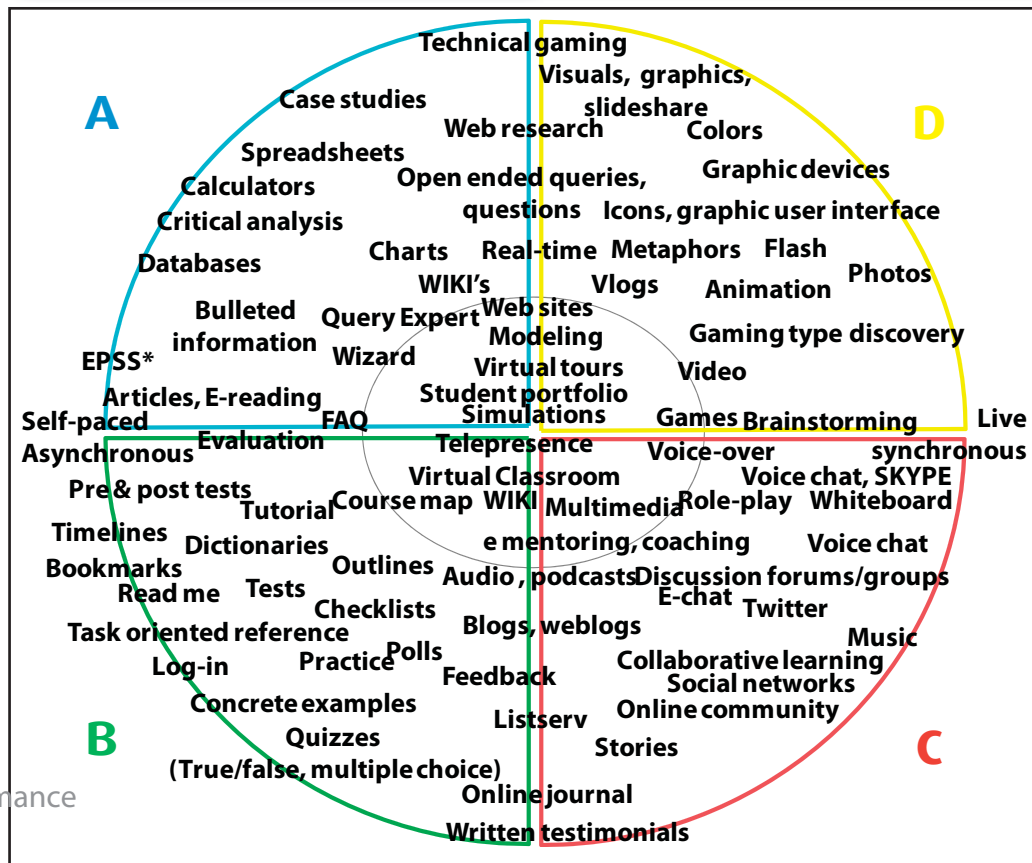 Technical gaming
Visuals, graphics,
slideshare
Case studies
A
D
Web research
Colors
Spreadsheets
Graphic devices
Calculators
Open ended queries,
questions
Icons, graphic user interface
Critical analysis
Charts
Real-time
Metaphors
Flash
Databases
Photos
WIKI's
Vlogs
Animation
Bulleted
information
Query Expert
Web sites
Modeling
Gaming type discovery
EPSS*
Wizard
Virtual tours
Video
Articles, E-reading
Student portfolio
Self-paced
FAQ
Simulations
Games
Brainstorming
Live
Asynchronous
Evaluation
Telepresence
Voice-over
synchronous
Pre & post tests
Virtual Classroom
Voice chat, SKYPE
Tutorial
Course map
WIKI
Multimedia
Role-play
Whiteboard
Timelines
Dictionaries
e mentoring, coaching
Voice chat
Bookmarks
Outlines
Audio , podcasts
Discussion forums/groups
Read me
Tests
E-chat
Twitter
Checklists
Task oriented reference
Blogs, weblogs
Music
Log-in
Practice
Polls
Feedback
Collaborative learning
Social networks
Concrete examples
Listserv
Online community
B
Quizzes
Stories
C
(True/false, multiple choice)
mance
Online journal
Written testimonials